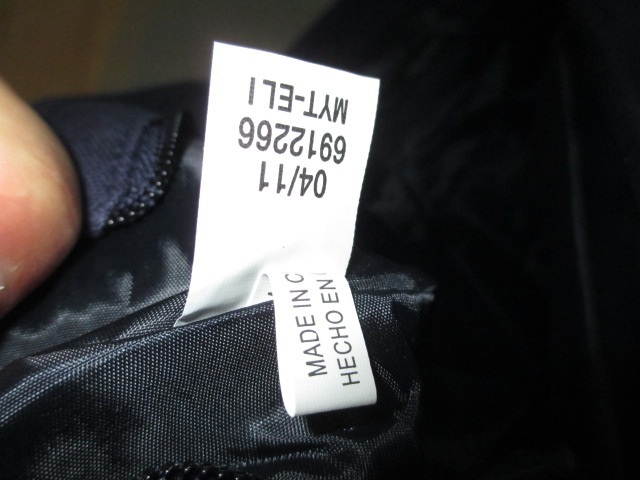 04/11
6912266
MYT-ELI
MADE IN C
HECHO EN C